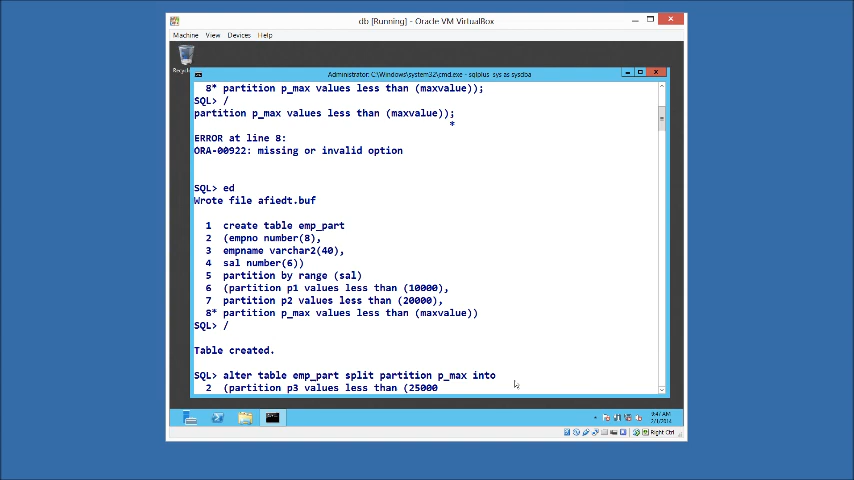 db [Running] - Oracle VM VirtualBox
Machine View Devices Help
Administrator: C:\Windows\system32\cmd.exe - sqlplus sys as sysdba
8* partition p_max values less than (maxvalue));
SQL> /
partition p_max values less than (maxvalue));
*
ERROR at line 8:
ORA-00922: missing or invalid option
SQL> ed
Wrote file afiedt.buf
1 create table emp_part
2 (empno number(8),
3 empname varchar2(40),
4 sal number(6))
5 partition by range (sal)
6 (partition p1 values less than (10000),
7 partition p2 values less than (20000),
8* partition p_max values less than (maxvalue))
SQL> /
Table created.
SQL> alter table emp_part split partition p_max into
2 (partition p3 values less than (25000
2/1/2014
Right Ctrl